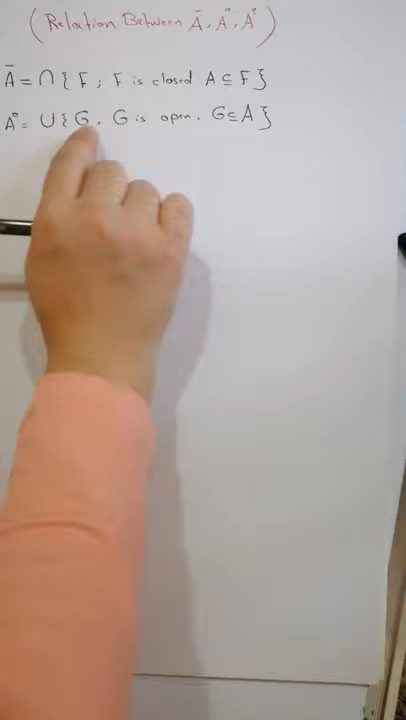 (Relation Between Ā, A°, A°)
Ā = ∩ { F ; F is closed A ⊆ F }
A° = ∪ { G , G is open . G ⊆ A }